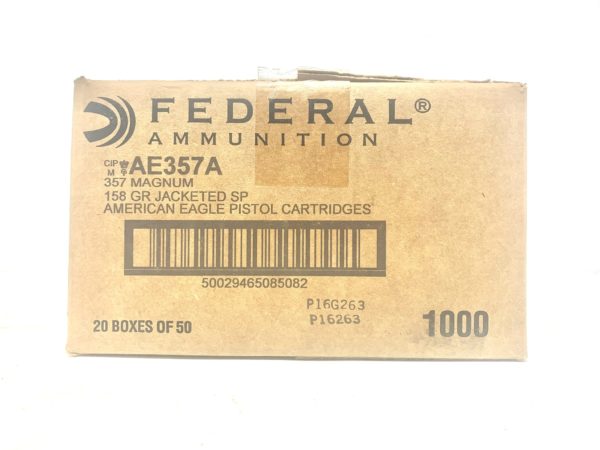 FEDERAL®
AMMUNITION
CIP M AE357A
357 MAGNUM
158 GR JACKETED SP
AMERICAN EAGLE PISTOL CARTRIDGES
50029465085082
P16G263
P16263
20 BOXES OF 50
1000